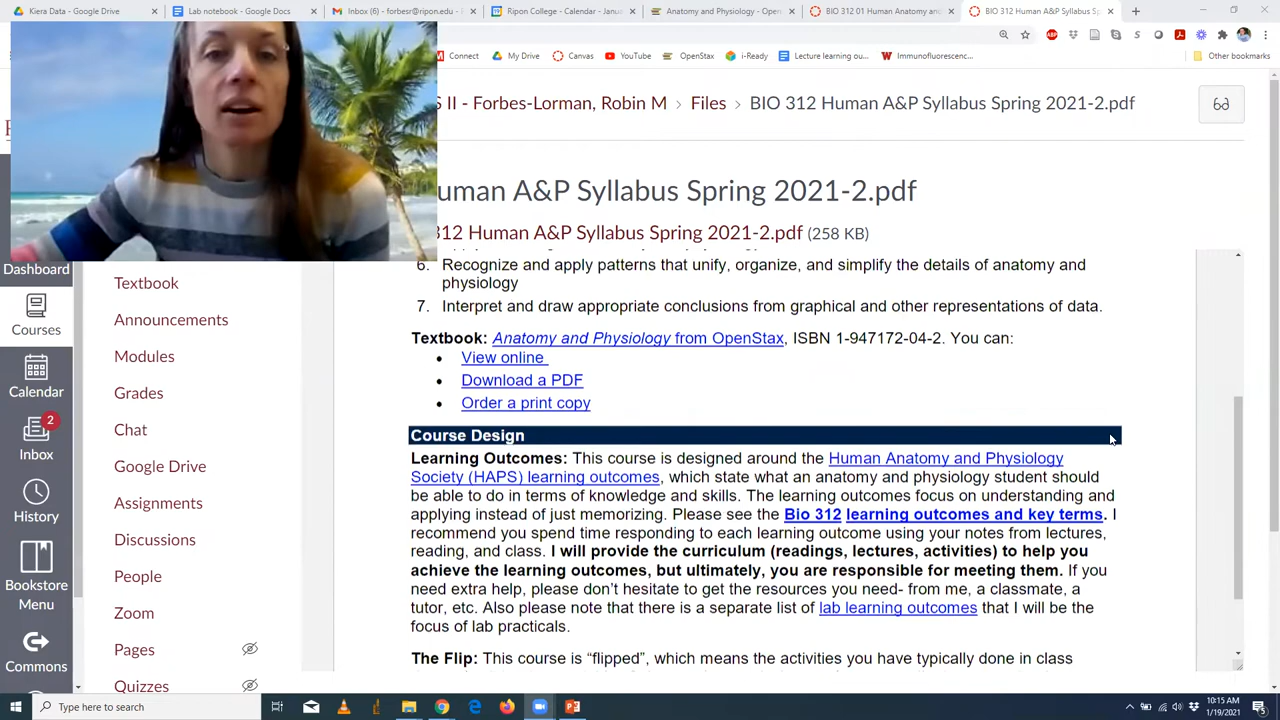 Keira Data - Google Drive
Lab notebook - Google Docs
Inbox (6) - forbesr@ripon.edu -
Ripon College - Calendar - Janua
Anatomy and Physiology - Open
BIO 312 01 Anatomy and
BIO 312 Human A&P Syllabus Sp
Connect
My Drive
Canvas
YouTube
OpenStax
i-Ready
Lecture learning ou...
Immunofluorescenc...
Other bookmarks
S II - Forbes-Lorman, Robin M > Files > BIO 312 Human A&P Syllabus Spring 2021-2.pdf
uman A&P Syllabus Spring 2021-2.pdf
312 Human A&P Syllabus Spring 2021-2.pdf (258 KB)
6. Recognize and apply patterns that unify, organize, and simplify the details of anatomy and
physiology
7. Interpret and draw appropriate conclusions from graphical and other representations of data.
Textbook: Anatomy and Physiology from OpenStax, ISBN 1-947172-04-2. You can:
• View online
• Download a PDF
• Order a print copy
Course Design
Learning Outcomes: This course is designed around the Human Anatomy and Physiology
Society (HAPS) learning outcomes, which state what an anatomy and physiology student should
be able to do in terms of knowledge and skills. The learning outcomes focus on understanding and
applying instead of just memorizing. Please see the Bio 312 learning outcomes and key terms. I
recommend you spend time responding to each learning outcome using your notes from lectures,
reading, and class. I will provide the curriculum (readings, lectures, activities) to help you
achieve the learning outcomes, but ultimately, you are responsible for meeting them. If you
need extra help, please don't hesitate to get the resources you need- from me, a classmate, a
tutor, etc. Also please note that there is a separate list of lab learning outcomes that I will be the
focus of lab practicals.
The Flip: This course is “flipped”, which means the activities you have typically done in class
Dashboard
Courses
Calendar
2
Inbox
History
Bookstore
Menu
Commons
Textbook
Announcements
Modules
Grades
Chat
Google Drive
Assignments
Discussions
People
Zoom
Pages
Quizzes
Type here to search
10:15 AM
1/19/2021